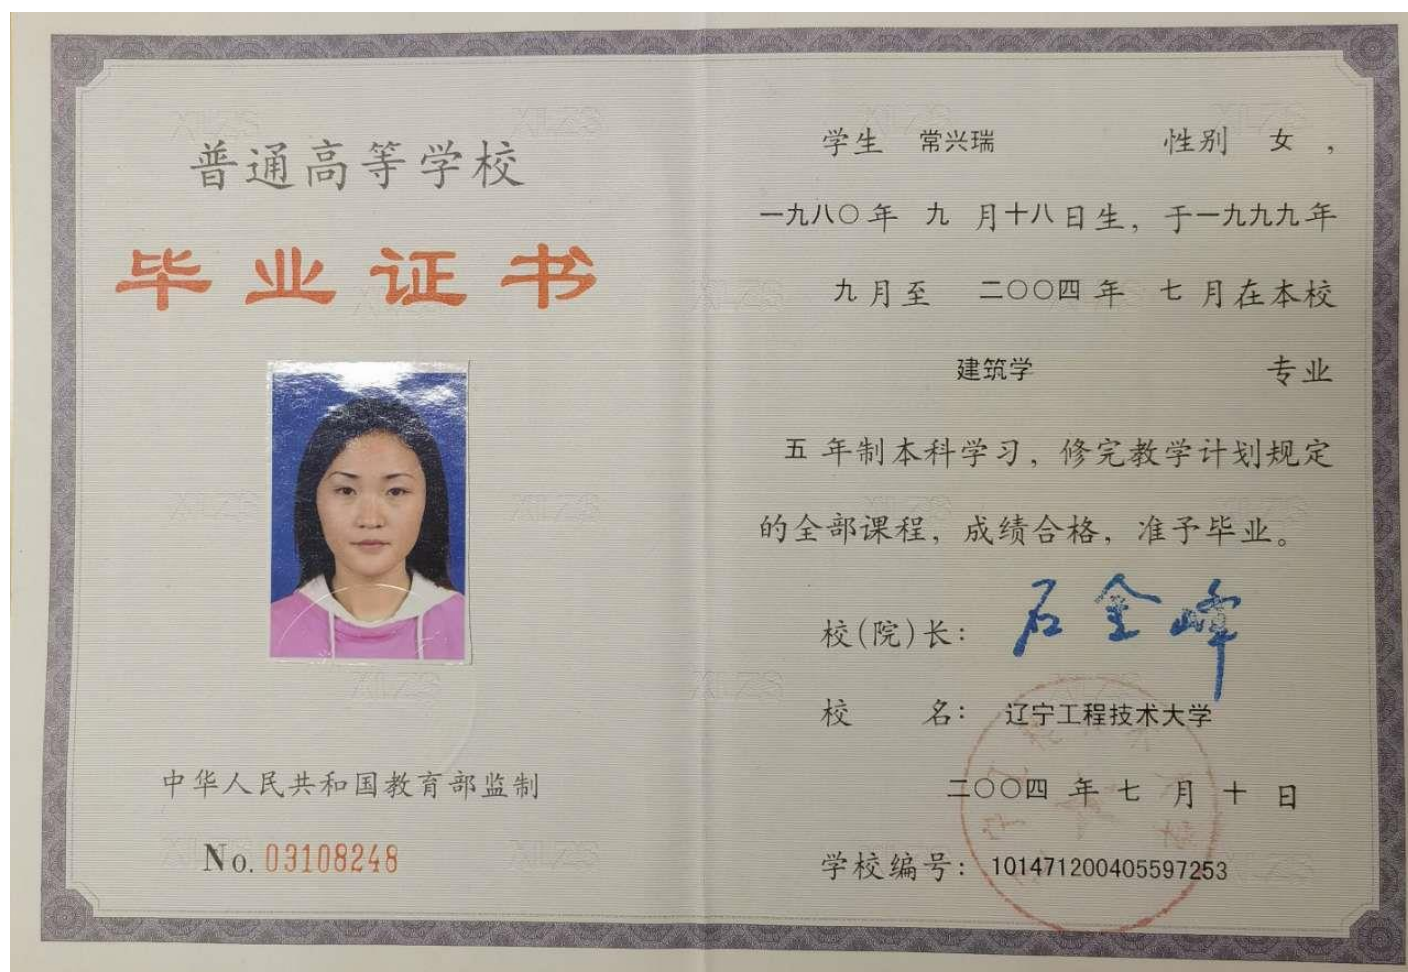 普通高等学校
毕业证书
中华人民共和国教育部监制
No. 03108248
学生 常兴瑞 性别 女 ,
一九八〇年 九 月十八日生, 于一九九九年
九月至 二〇〇四 年 七 月在本校
建筑学 专业
五 年制本科学习, 修完教学计划规定
的全部课程, 成绩合格, 准予毕业。
校(院)长: 石金峰
校 名: 辽宁工程技术大学
二〇〇四 年 七 月 十 日
学校编号: 101471200405597253
XLZS